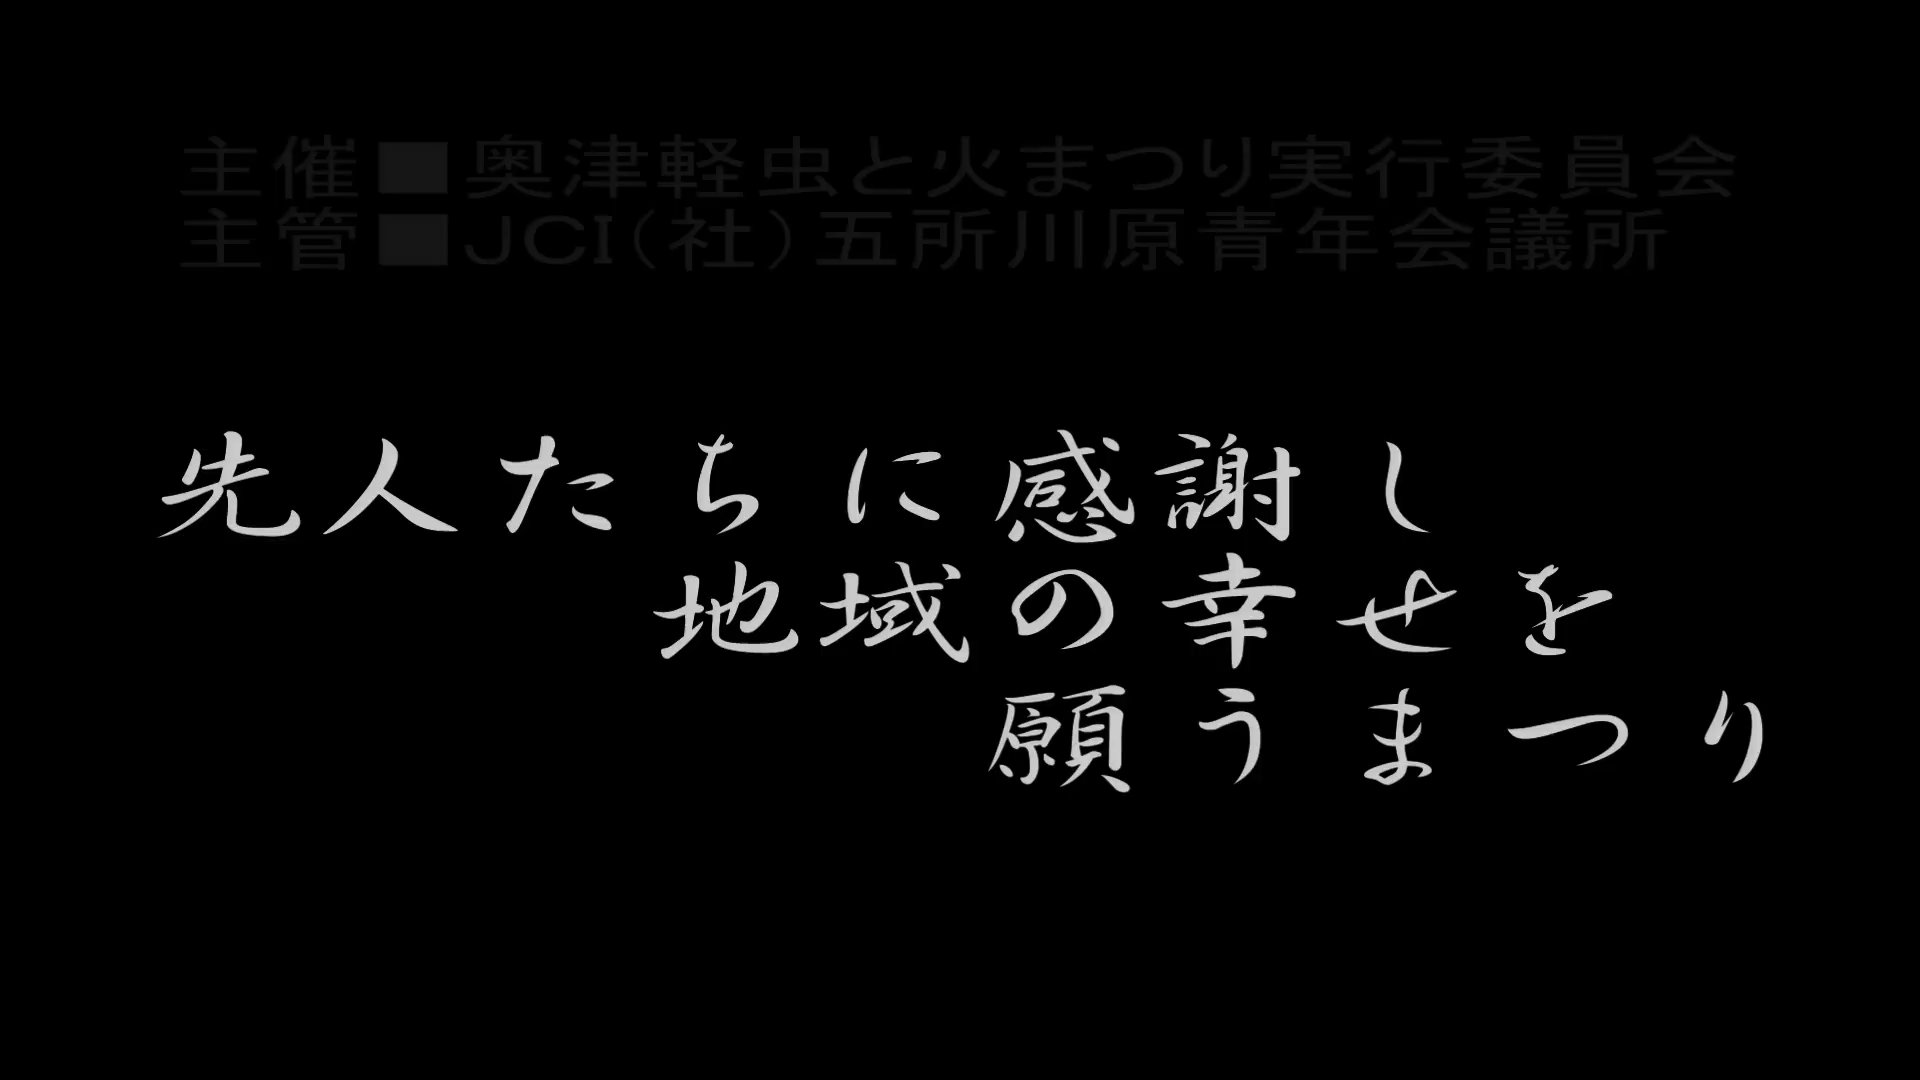 主催■奥津軽虫と火まつり実行委員会
主管■JCI(社)五所川原青年会議所
先人たちに感謝し
地域の幸せを
願うまつり